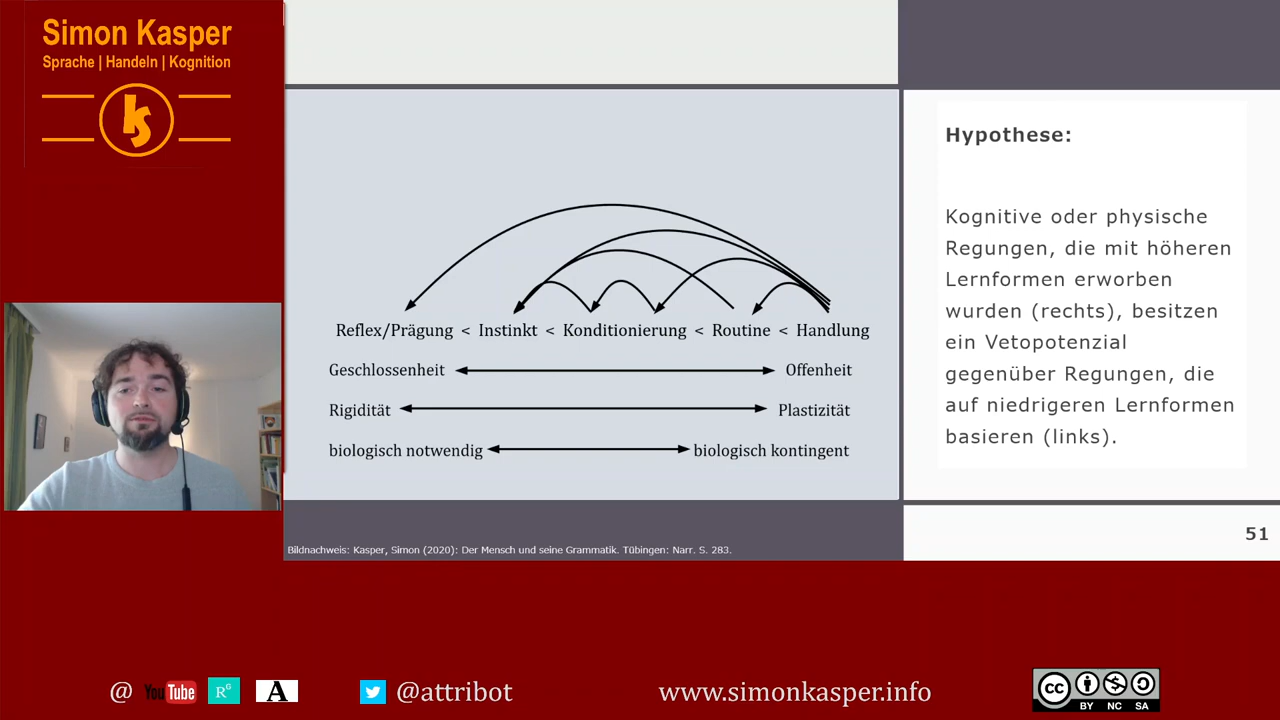 Simon Kasper
Sprache | Handeln | Kognition
ks
Hypothese:
Kognitive oder physische
Regungen, die mit höheren
Lernformen erworben
wurden (rechts), besitzen
ein Vetopotenzial
gegenüber Regungen, die
auf niedrigeren Lernformen
basieren (links).
Reflex/Prägung < Instinkt < Konditionierung < Routine < Handlung
Geschlossenheit Offenheit
Rigidität Plastizität
biologisch notwendig biologisch kontingent
51
Bildnachweis: Kasper, Simon (2020): Der Mensch und seine Grammatik. Tübingen: Narr. S. 283.
@ YouTube RG A @attribot www.simonkasper.info
cc BY NC SA